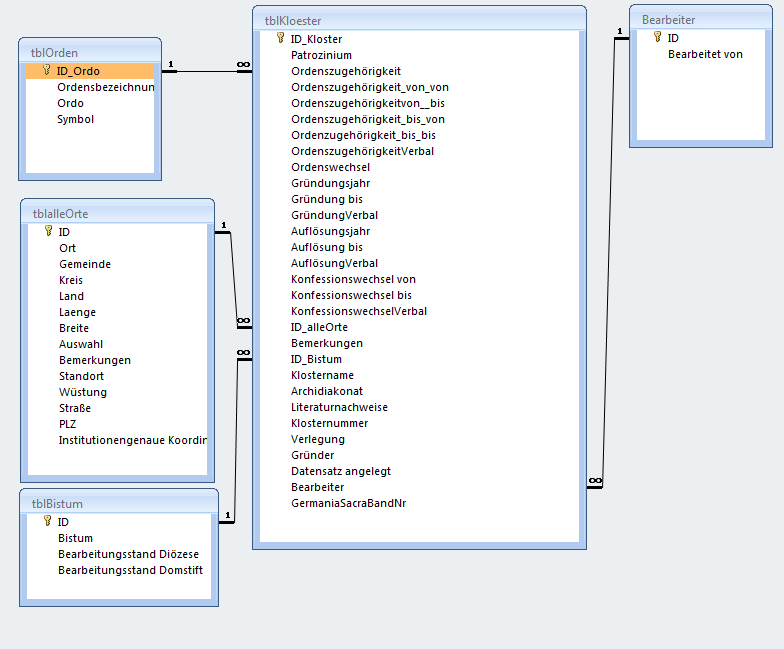 tblOrden
ID_Ordo
Ordensbezeichnun
Ordo
Symbol
1
∞
tblalleOrte
ID
Ort
Gemeinde
Kreis
Land
Laenge
Breite
Auswahl
Bemerkungen
Standort
Wüstung
Straße
PLZ
Institutionengenaue Koordin
1
∞
tblBistum
ID
Bistum
Bearbeitungsstand Diözese
Bearbeitungsstand Domstift
1
∞
tblKloester
ID_Kloster
Patrozinium
Ordenszugehörigkeit
Ordenszugehörigkeit_von_von
Ordenszugehörigkeitvon__bis
Ordenszugehörigkeit_bis_von
Ordenzugehörigkeit_bis_bis
OrdenszugehörigkeitVerbal
Ordenswechsel
Gründungsjahr
Gründung bis
GründungVerbal
Auflösungsjahr
Auflösung bis
AuflösungVerbal
Konfessionswechsel von
Konfessionswechsel bis
KonfessionswechselVerbal
ID_alleOrte
Bemerkungen
ID_Bistum
Klostername
Archidiakonat
Literaturnachweise
Klosternummer
Verlegung
Gründer
Datensatz angelegt
Bearbeiter
GermaniaSacraBandNr
∞
1
Bearbeiter
ID
Bearbeitet von